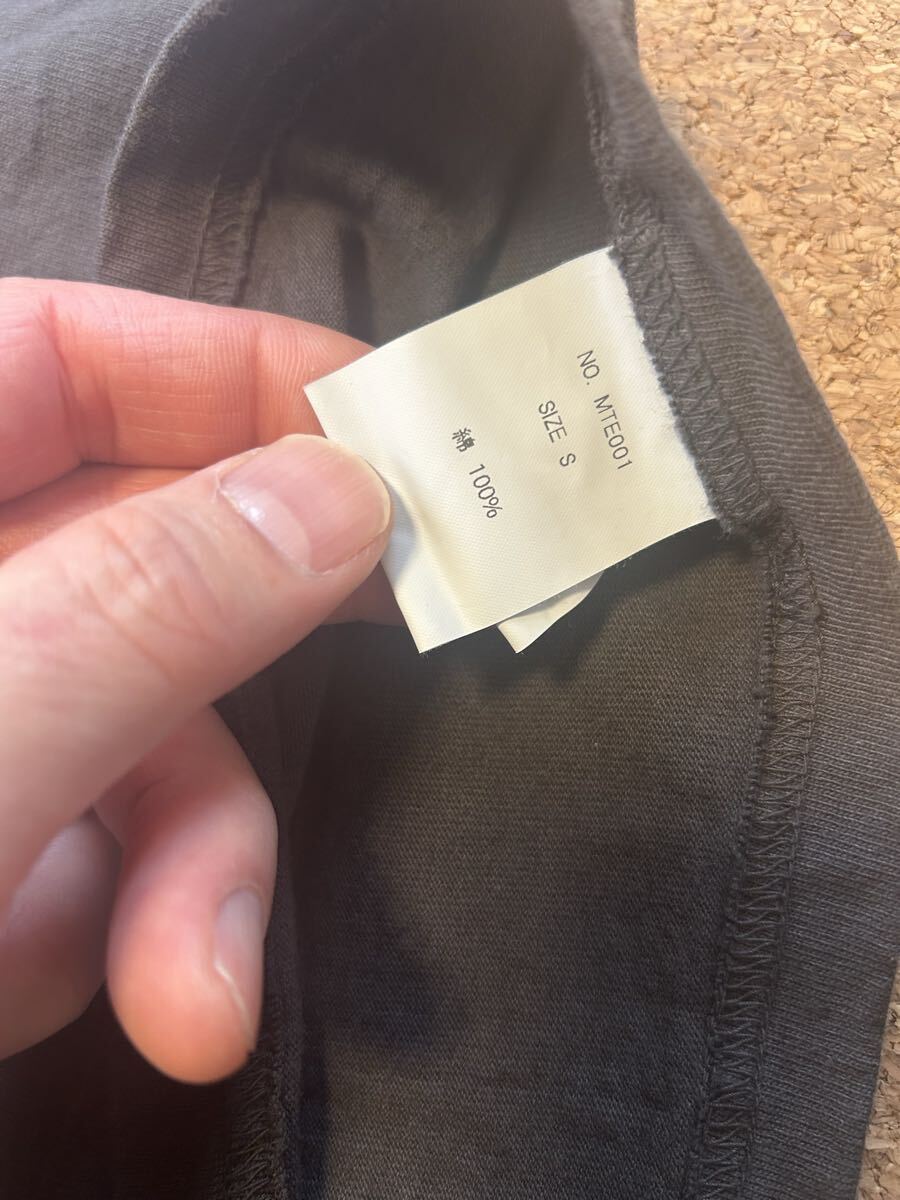 NO. MTE001
SIZE S
綿 100%